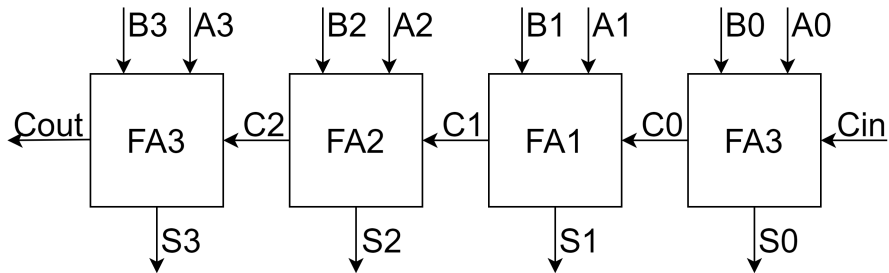 B3 A3 B2 A2 B1 A1 B0 A0
Cout FA3 C2 FA2 C1 FA1 C0 FA3 Cin
S3 S2 S1 S0